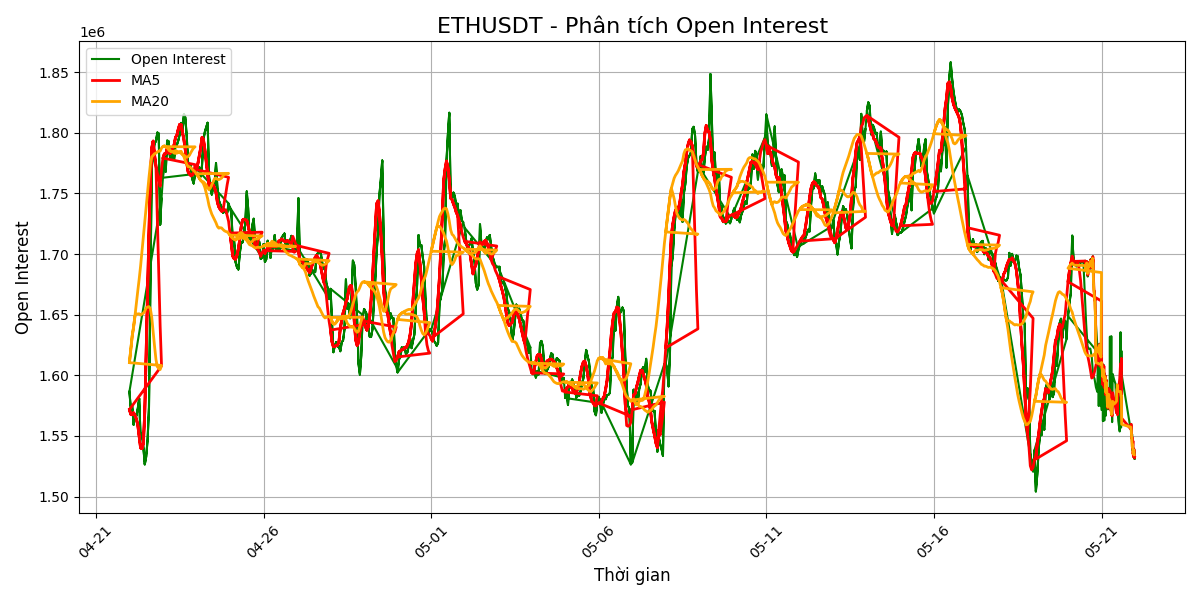 ETHUSDT - Phân tích Open Interest
1e6
Open Interest
MA5
MA20
1.85
1.80
1.75
1.70
1.65
1.60
1.55
1.50
Open Interest
04-21
04-26
05-01
05-06
05-11
05-16
05-21
Thời gian